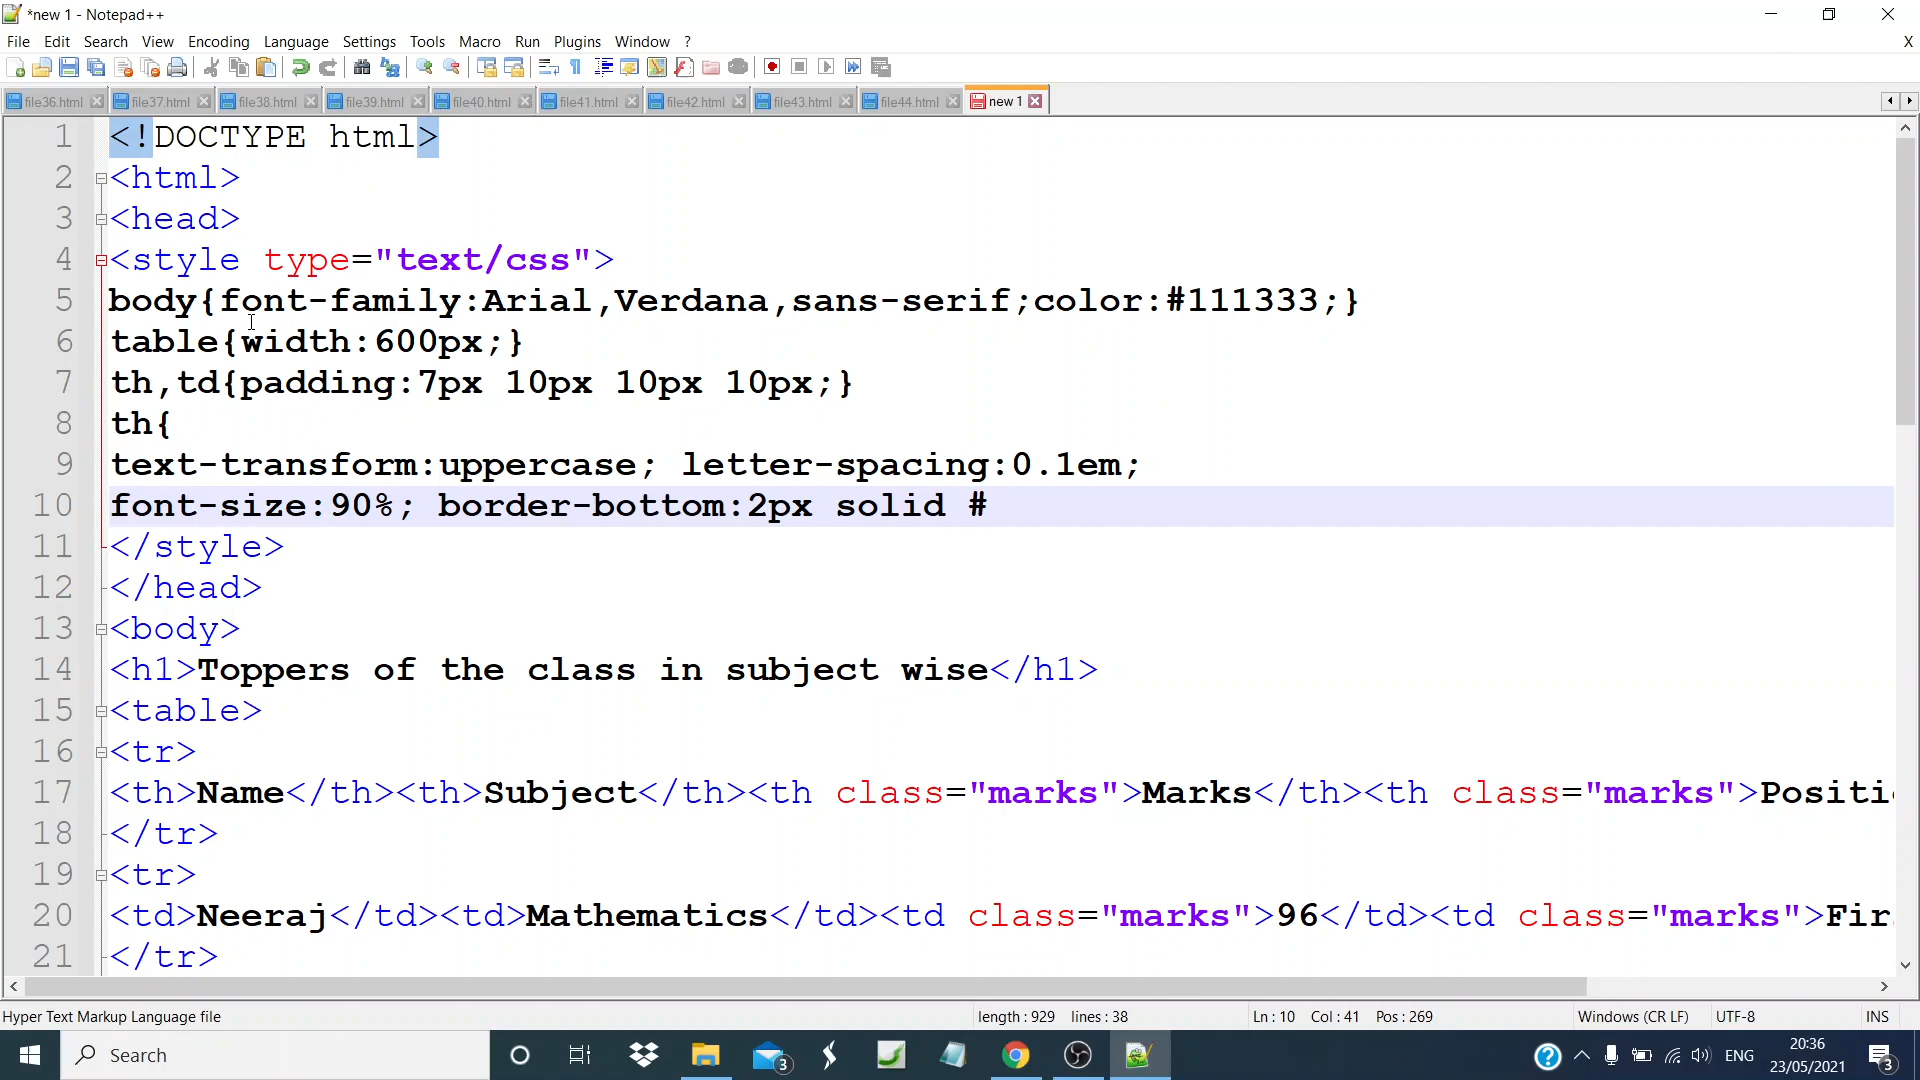 *new 1 - Notepad++
File Edit Search View Encoding Language Settings Tools Macro Run Plugins Window ? X
file36.html file37.html file38.html file39.html file40.html file41.html file42.html file43.html file44.html new 1
1 <!DOCTYPE html>
2 <html>
3 <head>
4 <style type="text/css">
5 body{font-family:Arial,Verdana,sans-serif;color:#111333;}
6 table{width:600px;}
7 th,td{padding:7px 10px 10px 10px;}
8 th{
9 text-transform:uppercase; letter-spacing:0.1em;
10 font-size:90%; border-bottom:2px solid #
11 </style>
12 </head>
13 <body>
14 <h1>Toppers of the class in subject wise</h1>
15 <table>
16 <tr>
17 <th>Name</th><th>Subject</th><th class="marks">Marks</th><th class="marks">Positi
18 </tr>
19 <tr>
20 <td>Neeraj</td><td>Mathematics</td><td class="marks">96</td><td class="marks">Fir
21 </tr>
Hyper Text Markup Language file length : 929 lines : 38 Ln : 10 Col : 41 Pos : 269 Windows (CR LF) UTF-8 INS
Search 3 ENG 20:36 3
23/05/2021